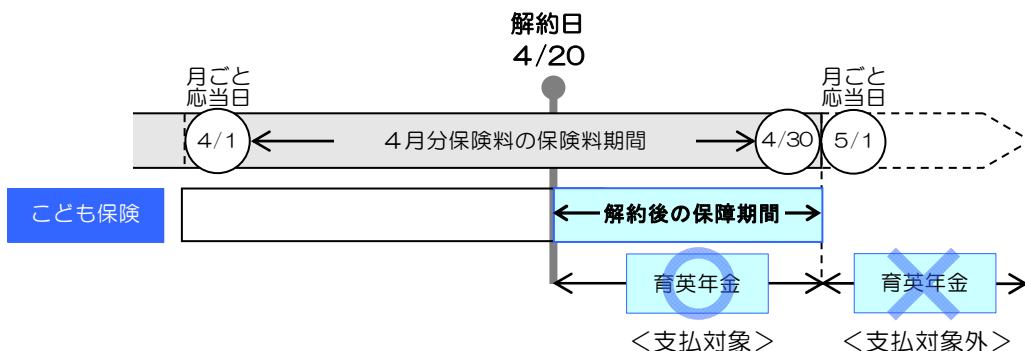 解約日
4/20
月ごと
応当日
月ごと
応当日
4/1
4月分保険料の保険料期間
4/30
5/1
こども保険
解約後の保障期間
育英年金
育英年金
＜支払対象＞
＜支払対象外＞